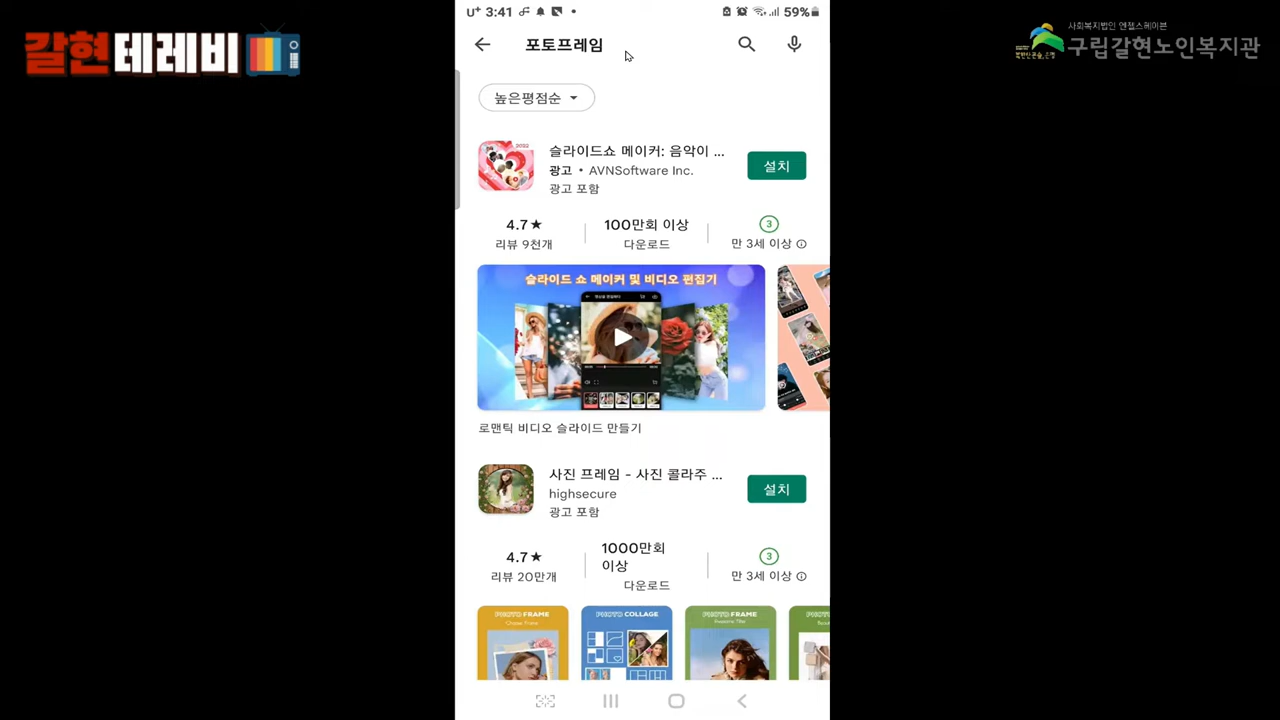 갈현테레비
사회복지법인 엔젤스헤이븐
구립갈현노인복지관
U+ 3:41
59%
포토프레임
높은평점순
슬라이드쇼 메이커: 음악이 ...
광고 • AVNSoftware Inc.
광고 포함
설치
4.7★
리뷰 9천개
100만회 이상
다운로드
3
만 3세 이상
슬라이드 쇼 메이커 및 비디오 편집기
로맨틱 비디오 슬라이드 만들기
사진 프레임 - 사진 콜라주 ...
highsecure
광고 포함
설치
4.7★
리뷰 20만개
1000만회
이상
다운로드
3
만 3세 이상
PHOTO FRAME
PHOTO COLLAGE
PHOTO FRAME